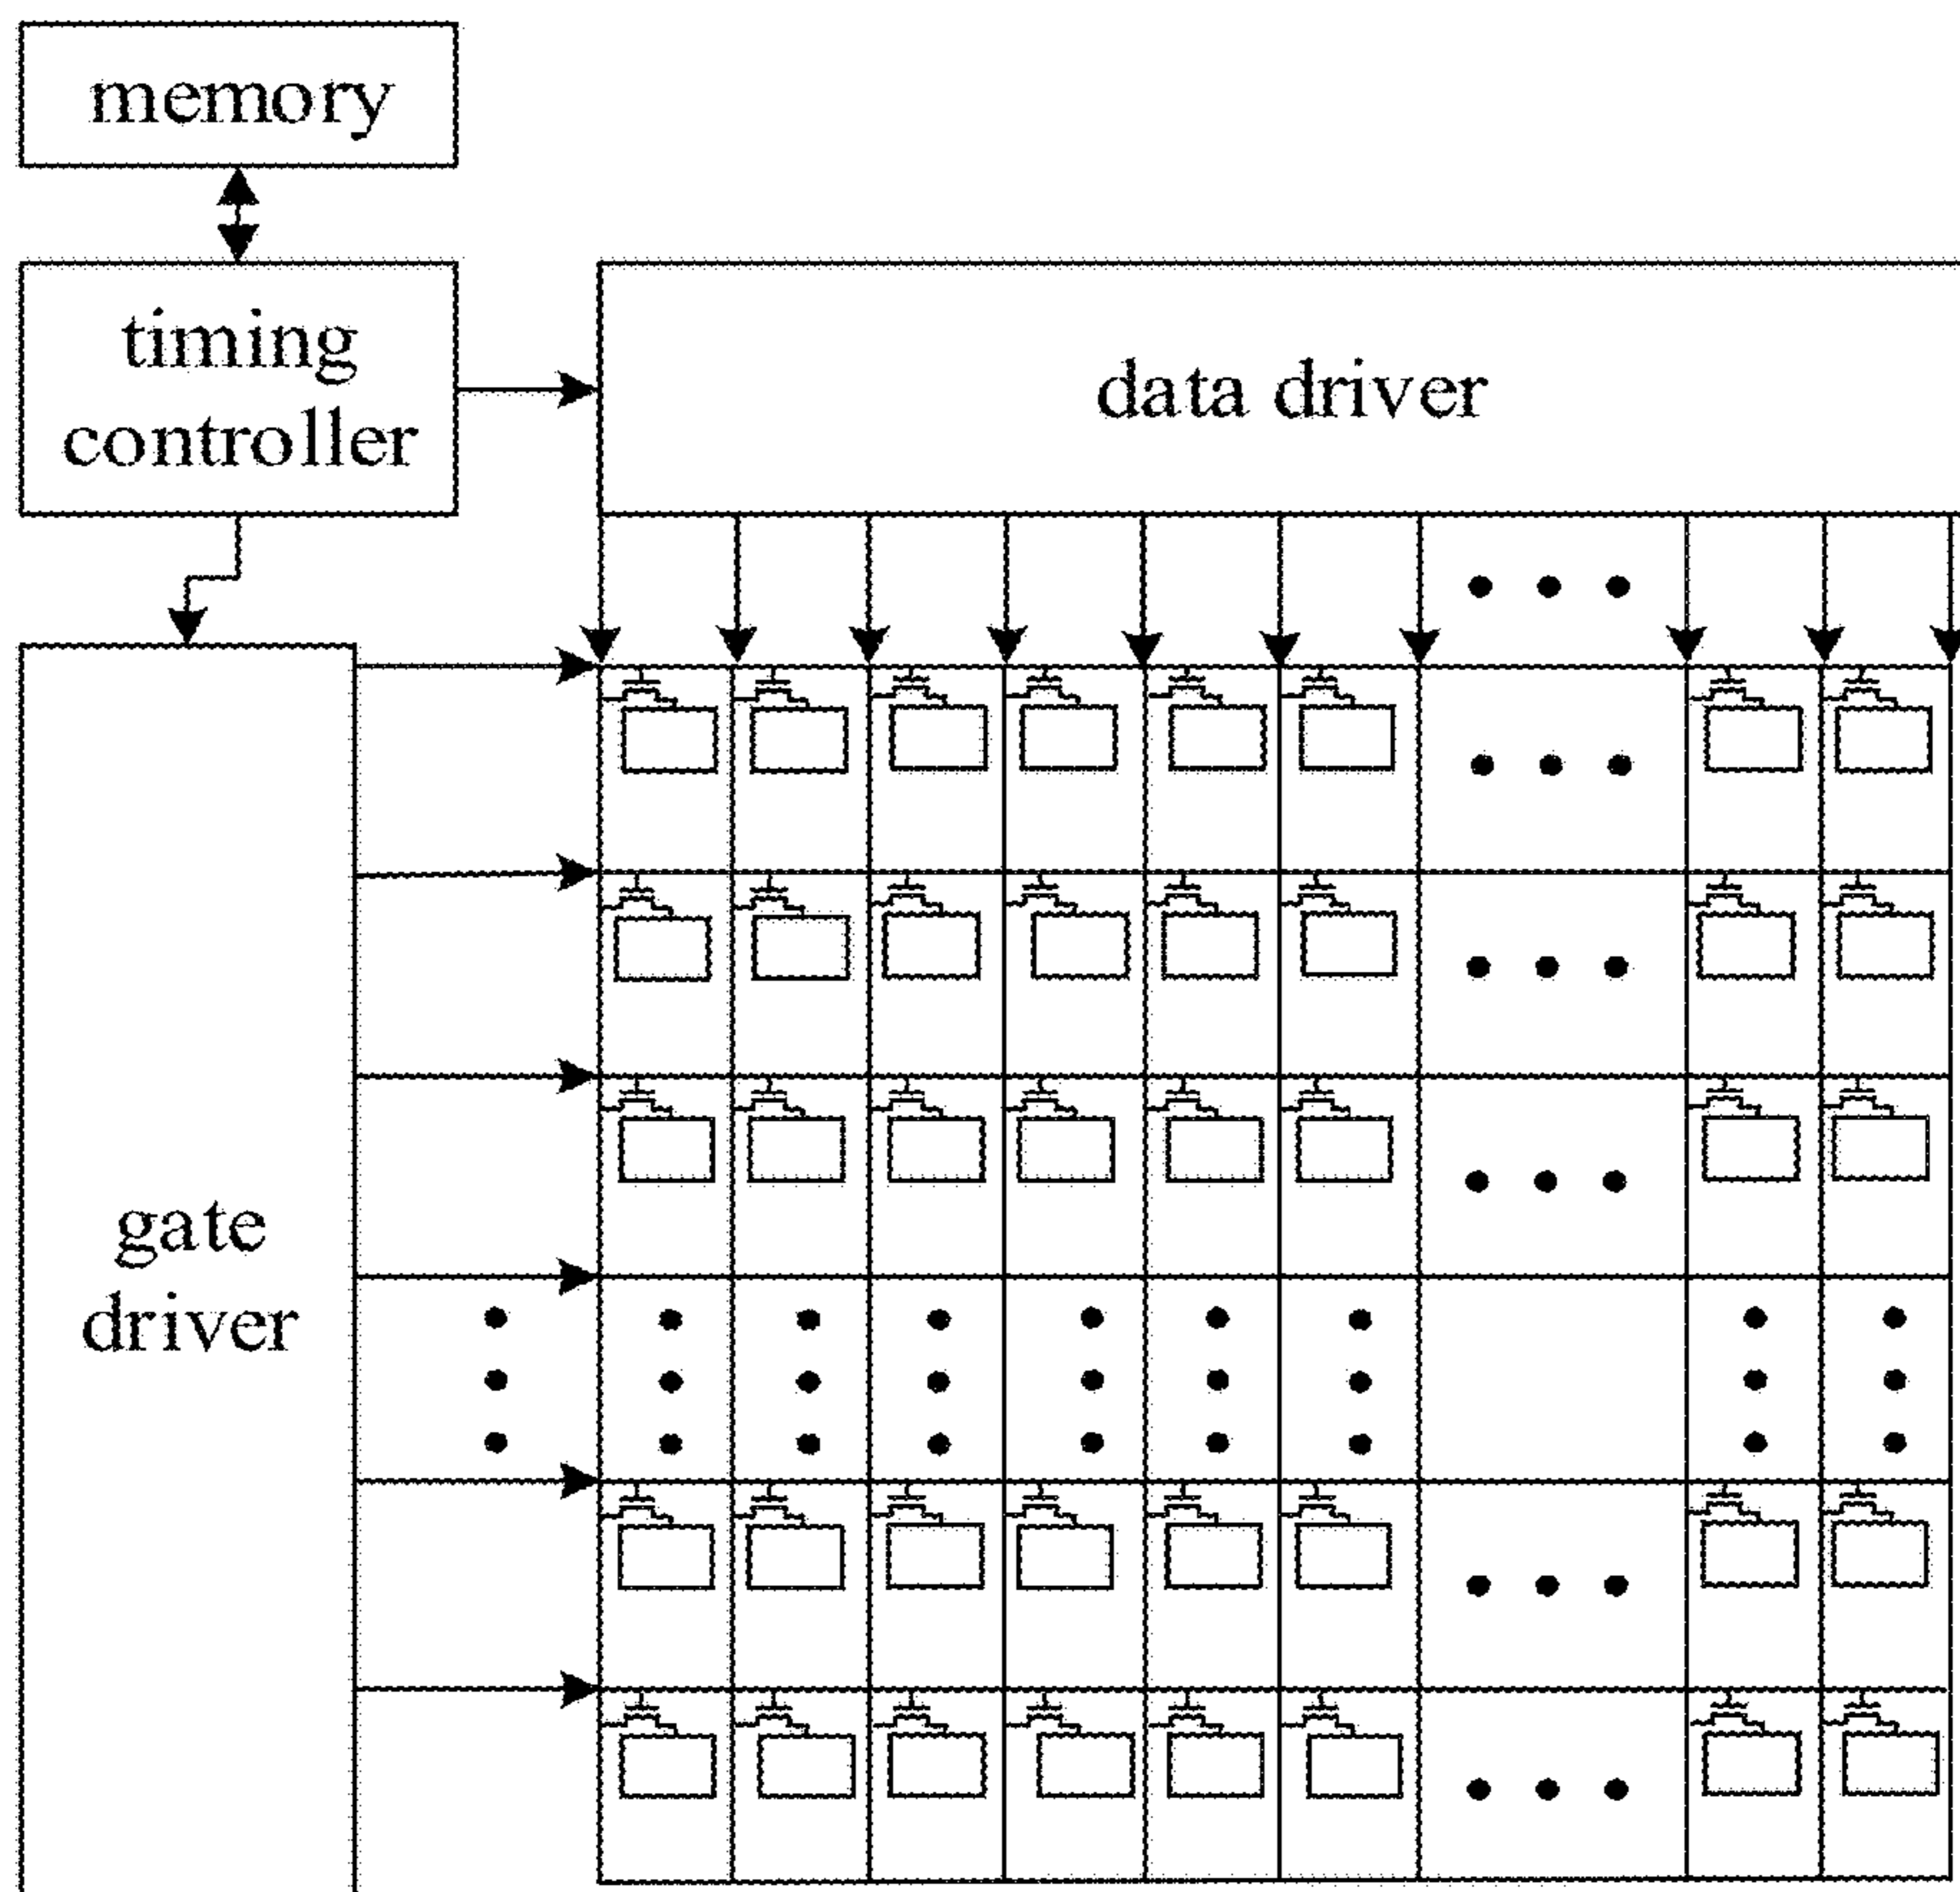 memory
timing
controller
data driver
gate
driver